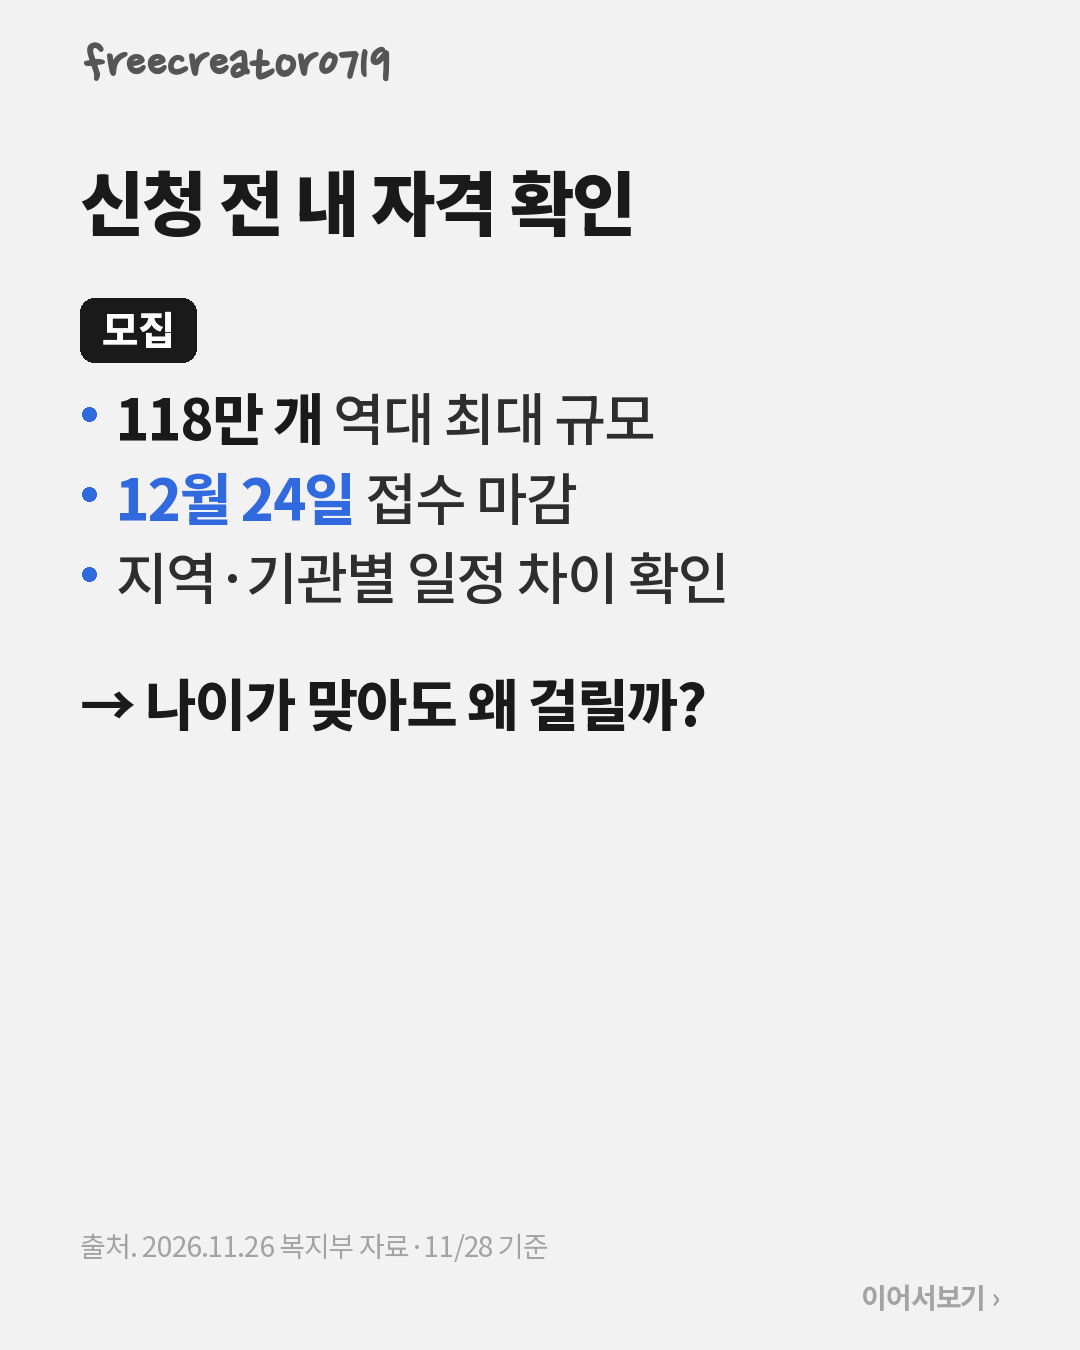 freecreator0719
신청 전 내 자격 확인
모집
• 118만 개 역대 최대 규모
• 12월 24일 접수 마감
• 지역·기관별 일정 차이 확인
→ 나이가 맞아도 왜 걸릴까?
출처. 2026.11.26 복지부 자료·11/28 기준
이어서보기 ›